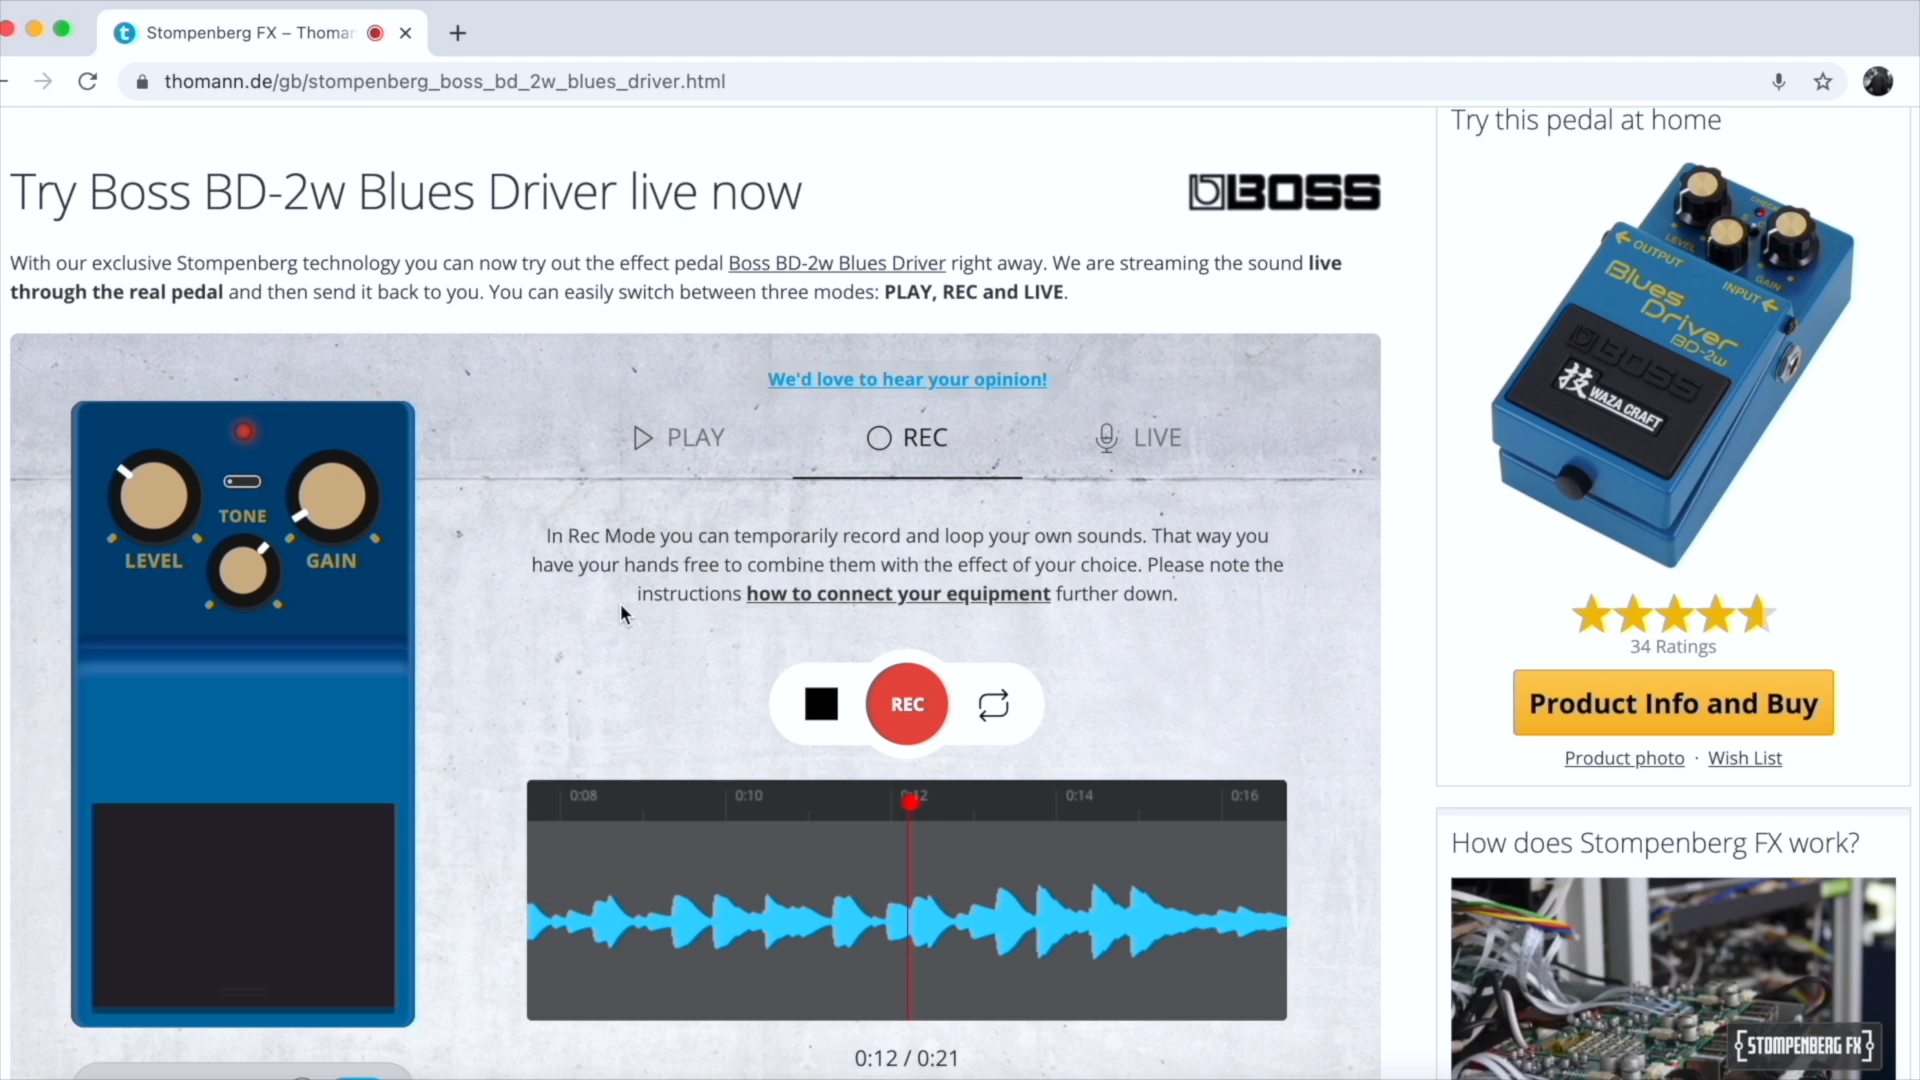 Stompenberg FX – Thoman
thomann.de/gb/stompenberg_boss_bd_2w_blues_driver.html
Try Boss BD-2w Blues Driver live now
BOSS
With our exclusive Stompenberg technology you can now try out the effect pedal Boss BD-2w Blues Driver right away. We are streaming the sound live
through the real pedal and then send it back to you. You can easily switch between three modes: PLAY, REC and LIVE.
We'd love to hear your opinion!
PLAY
REC
LIVE
TONE
LEVEL
GAIN
In Rec Mode you can temporarily record and loop your own sounds. That way you
have your hands free to combine them with the effect of your choice. Please note the
instructions how to connect your equipment further down.
REC
0:08
0:10
0:12
0:14
0:16
0:12 / 0:21
Try this pedal at home
CHECK
LEVEL
GAIN
OUTPUT
INPUT
Blues
Driver
BD-2w
BOSS
技 WAZA CRAFT
34 Ratings
Product Info and Buy
Product photo · Wish List
How does Stompenberg FX work?
STOMPENBERG FX